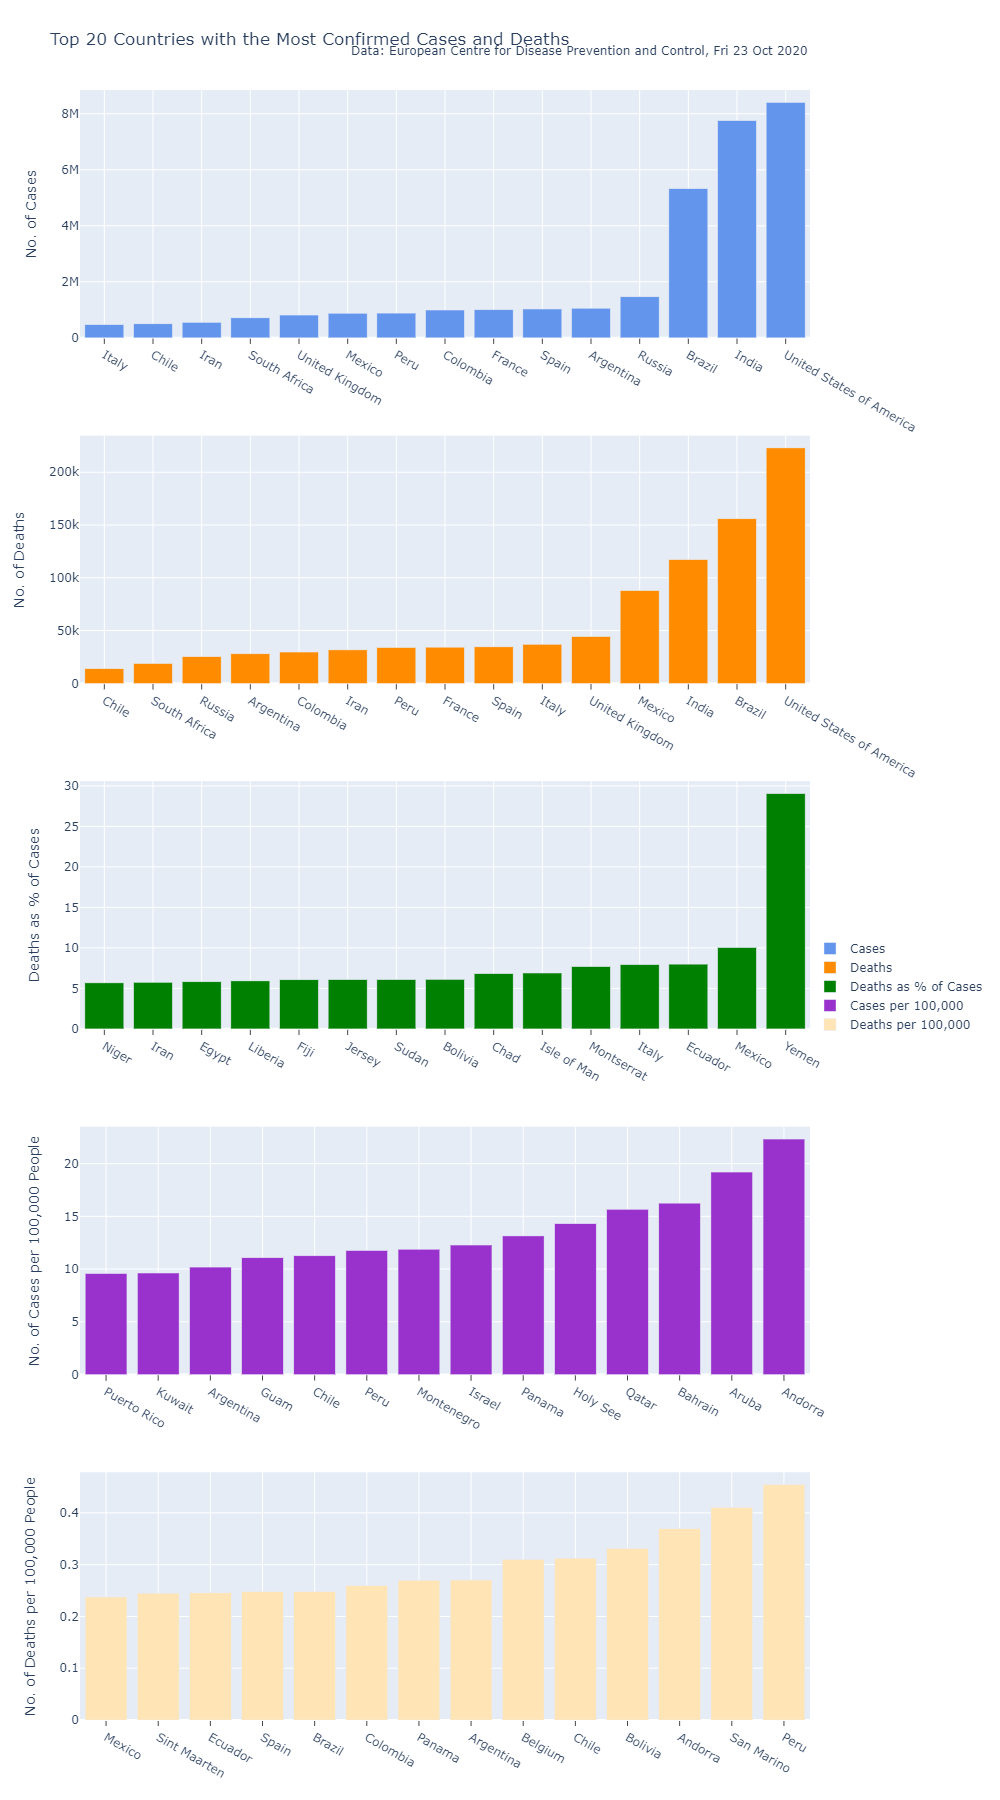 Top 20 Countries with the Most Confirmed Cases and Deaths
Data: European Centre for Disease Prevention and Control, Fri 23 Oct 2020
No. of Cases
8M
6M
4M
2M
0
Italy
Chile
Iran
South Africa
United Kingdom
Mexico
Peru
Colombia
France
Spain
Argentina
Russia
Brazil
India
United States of America
No. of Deaths
200k
150k
100k
50k
0
Chile
South Africa
Russia
Argentina
Colombia
Iran
Peru
France
Spain
Italy
United Kingdom
Mexico
India
Brazil
United States of America
Deaths as % of Cases
30
25
20
15
10
5
0
Niger
Iran
Egypt
Liberia
Fiji
Jersey
Sudan
Bolivia
Chad
Isle of Man
Montserrat
Italy
Ecuador
Mexico
Yemen
Cases
Deaths
Deaths as % of Cases
Cases per 100,000
Deaths per 100,000
No. of Cases per 100,000 People
20
15
10
5
0
Puerto Rico
Kuwait
Argentina
Guam
Chile
Peru
Montenegro
Israel
Panama
Holy See
Qatar
Bahrain
Aruba
Andorra
No. of Deaths per 100,000 People
0.4
0.3
0.2
0.1
0
Mexico
Sint Maarten
Ecuador
Spain
Brazil
Colombia
Panama
Argentina
Belgium
Chile
Bolivia
Andorra
San Marino
Peru